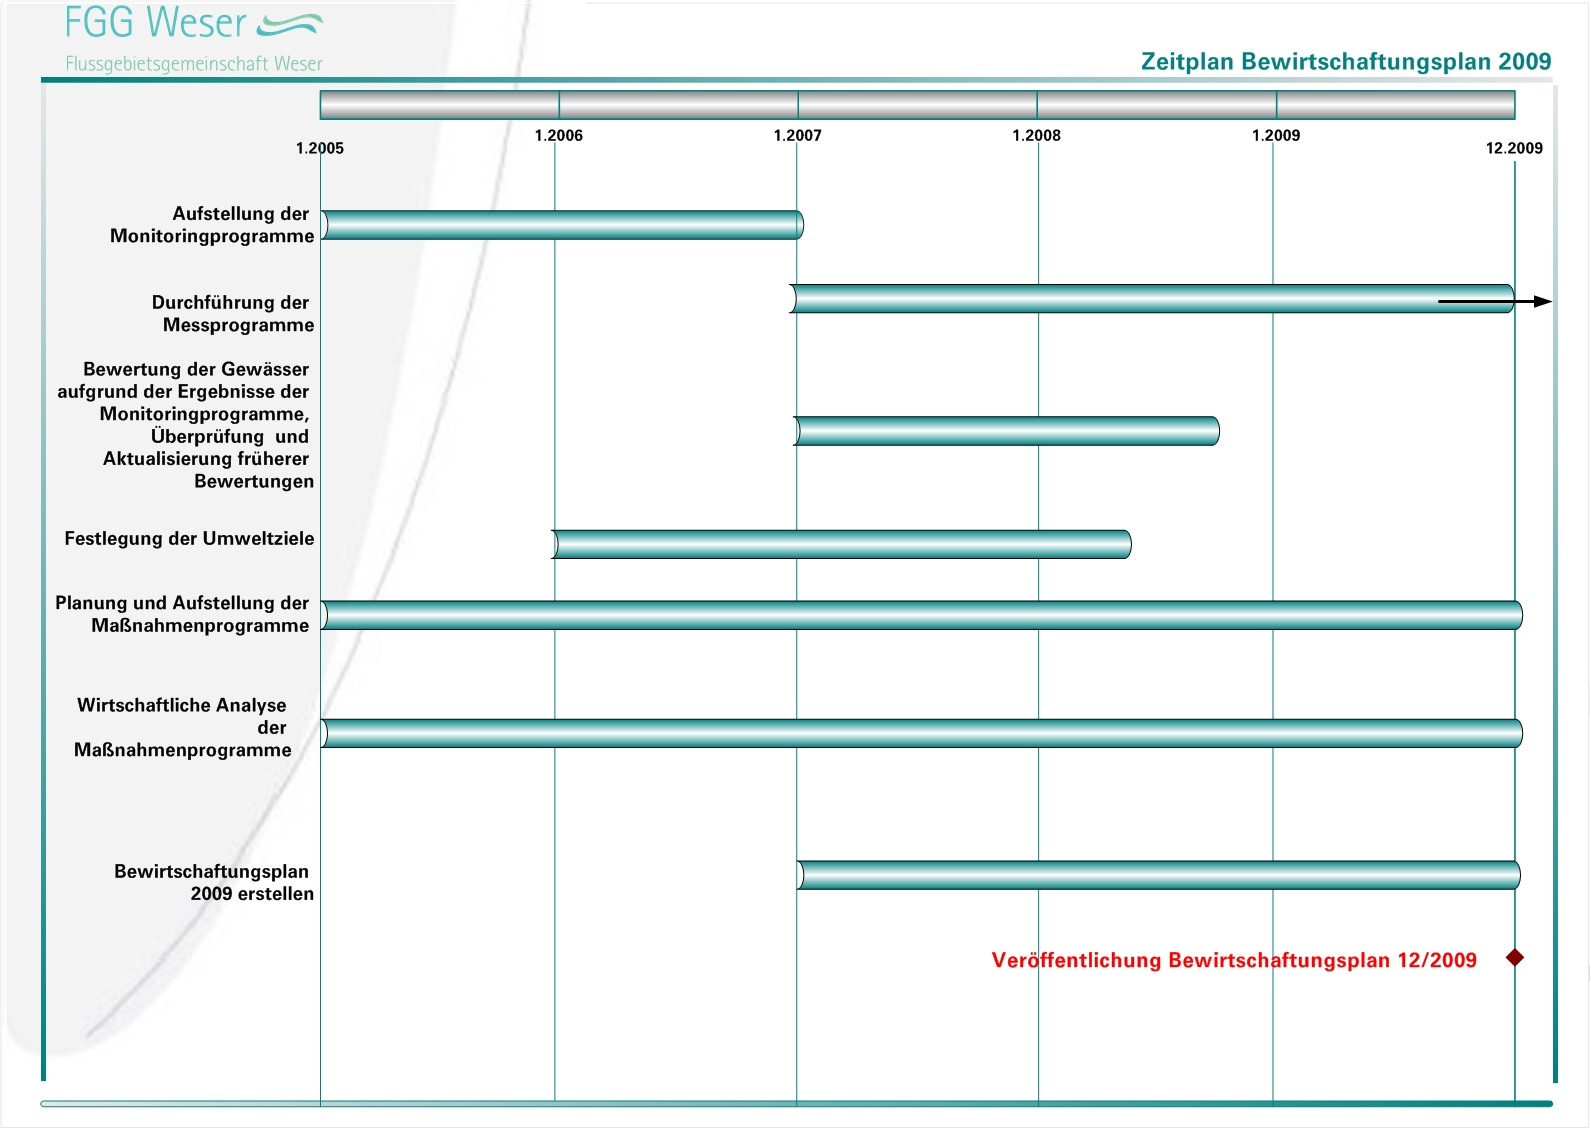 FGG Weser
Flussgebietsgemeinschaft Weser
Zeitplan Bewirtschaftungsplan 2009
1.2005
1.2006
1.2007
1.2008
1.2009
12.2009
Aufstellung der
Monitoringprogramme
Durchführung der
Messprogramme
Bewertung der Gewässer
aufgrund der Ergebnisse der
Monitoringprogramme,
Überprüfung und
Aktualisierung früherer
Bewertungen
Festlegung der Umweltziele
Planung und Aufstellung der
Maßnahmenprogramme
Wirtschaftliche Analyse
der
Maßnahmenprogramme
Bewirtschaftungsplan
2009 erstellen
Veröffentlichung Bewirtschaftungsplan 12/2009